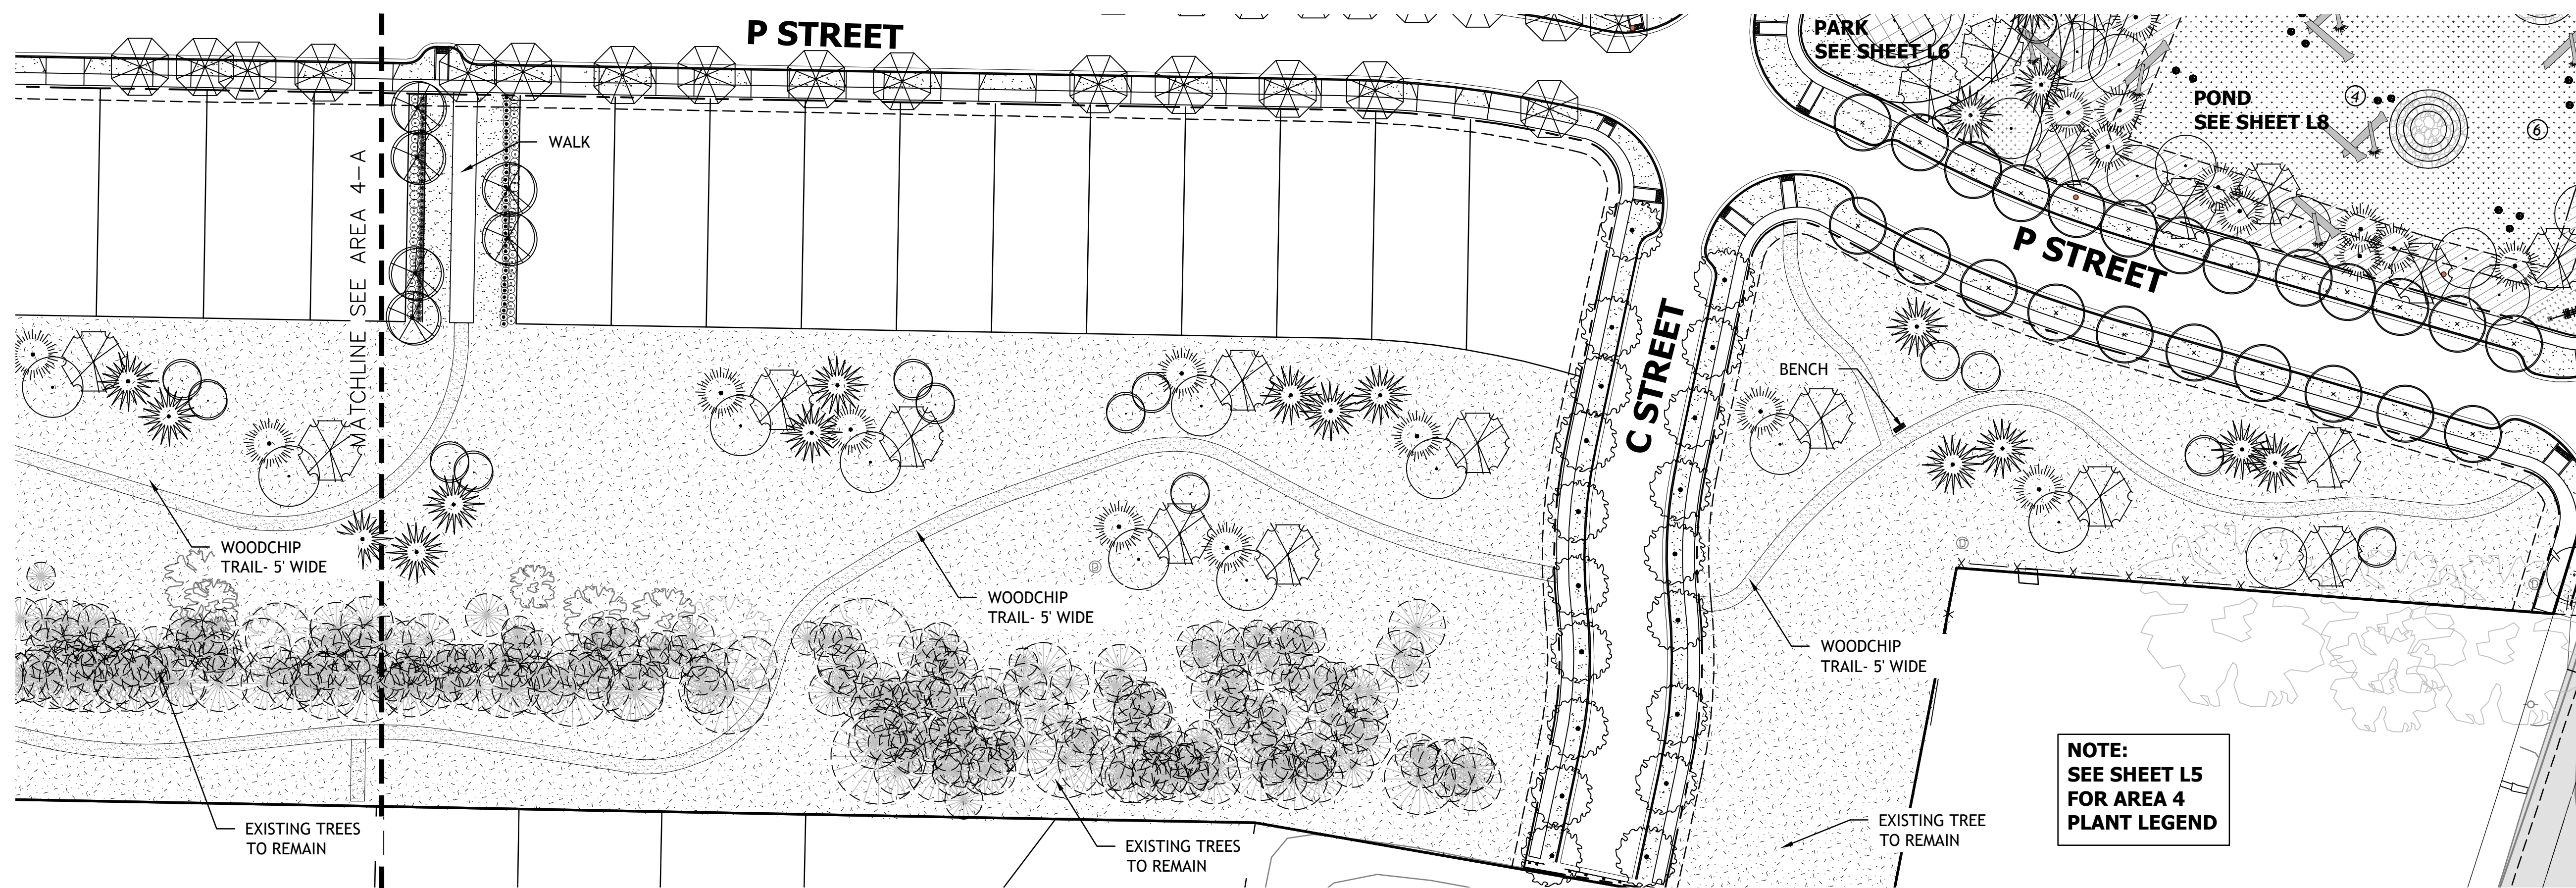 P STREET
PARK
SEE SHEET L6
POND
SEE SHEET L8
4
6
MATCHLINE SEE AREA 4-A
WALK
P STREET
C STREET
BENCH
WOODCHIP
TRAIL- 5' WIDE
WOODCHIP
TRAIL- 5' WIDE
WOODCHIP
TRAIL- 5' WIDE
NOTE:
SEE SHEET L5
FOR AREA 4
PLANT LEGEND
EXISTING TREES
TO REMAIN
EXISTING TREES
TO REMAIN
EXISTING TREE
TO REMAIN